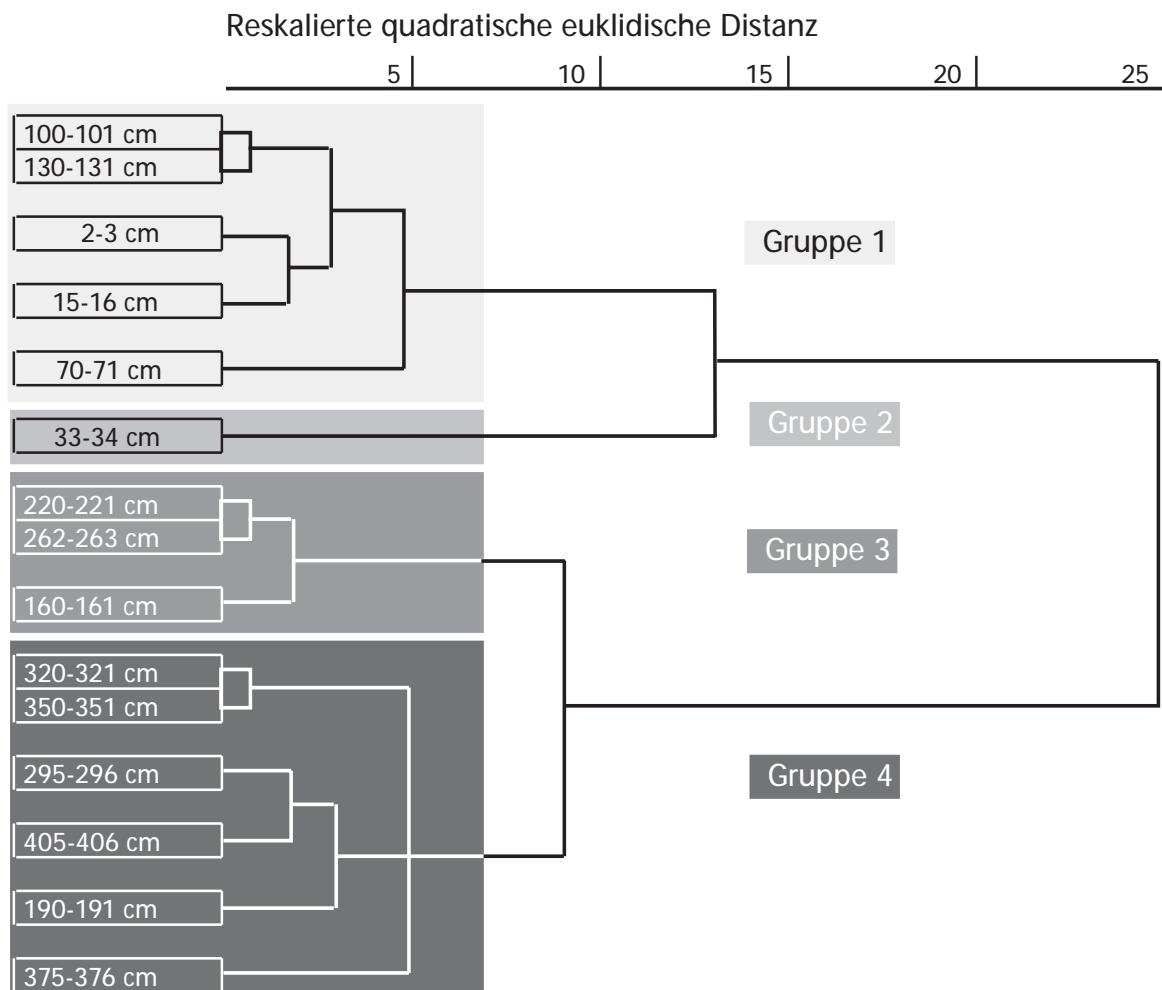 Reskalierte quadratische euklidische Distanz
5 10 15 20 25
100-101 cm
130-131 cm
2-3 cm
15-16 cm
70-71 cm
33-34 cm
220-221 cm
262-263 cm
160-161 cm
320-321 cm
350-351 cm
295-296 cm
405-406 cm
190-191 cm
375-376 cm
Gruppe 1
Gruppe 2
Gruppe 3
Gruppe 4